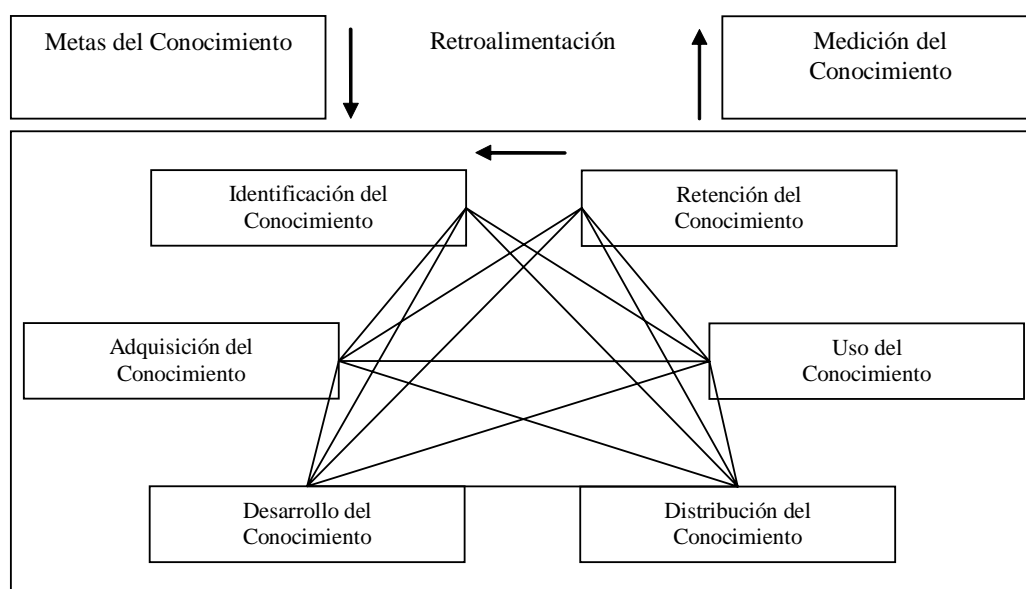 Metas del Conocimiento
Retroalimentación
Medición del
Conocimiento
Identificación del
Conocimiento
Retención del
Conocimiento
Adquisición del
Conocimiento
Uso del
Conocimiento
Desarrollo del
Conocimiento
Distribución del
Conocimiento